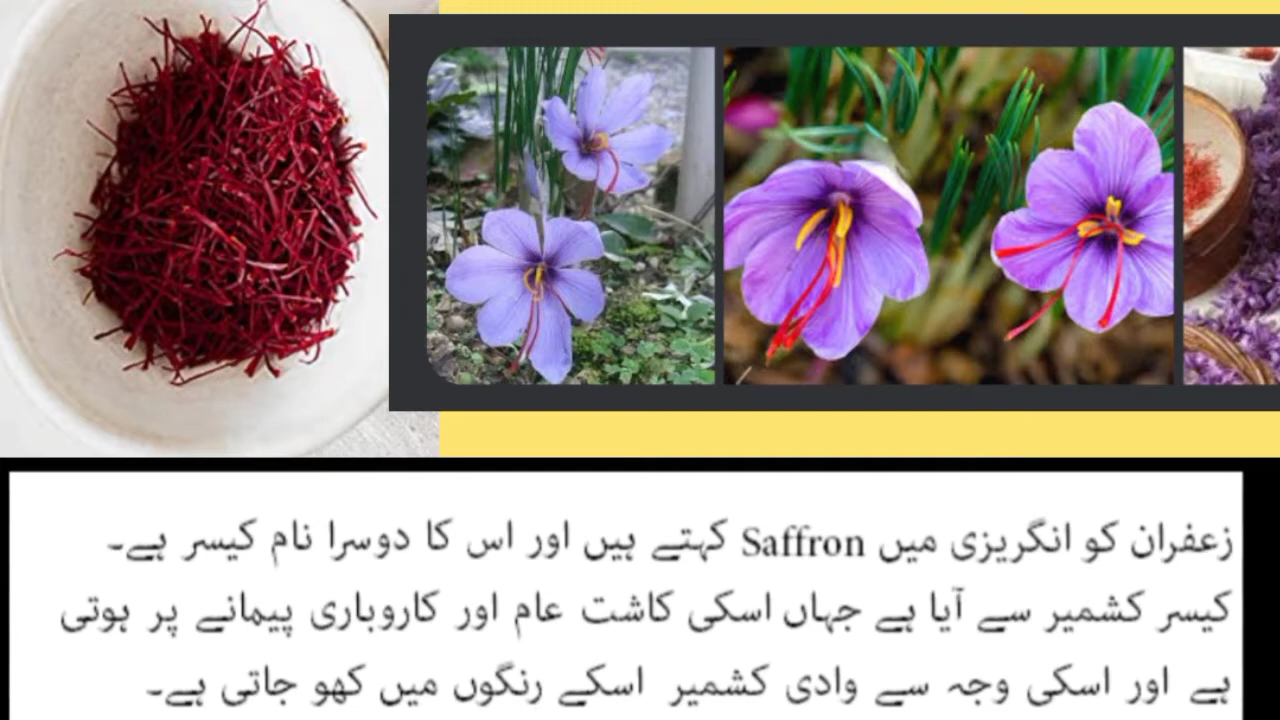 زعفران کو انگریزی میں Saffron کہتے ہیں اور اس کا دوسرا نام کیسر ہے۔
کیسر کشمیر سے آیا ہے جہاں اسکی کاشت عام اور کاروباری پیمانے پر ہوتی
ہے اور اسکی وجہ سے وادی کشمیر اسکے رنگوں میں کھو جاتی ہے۔